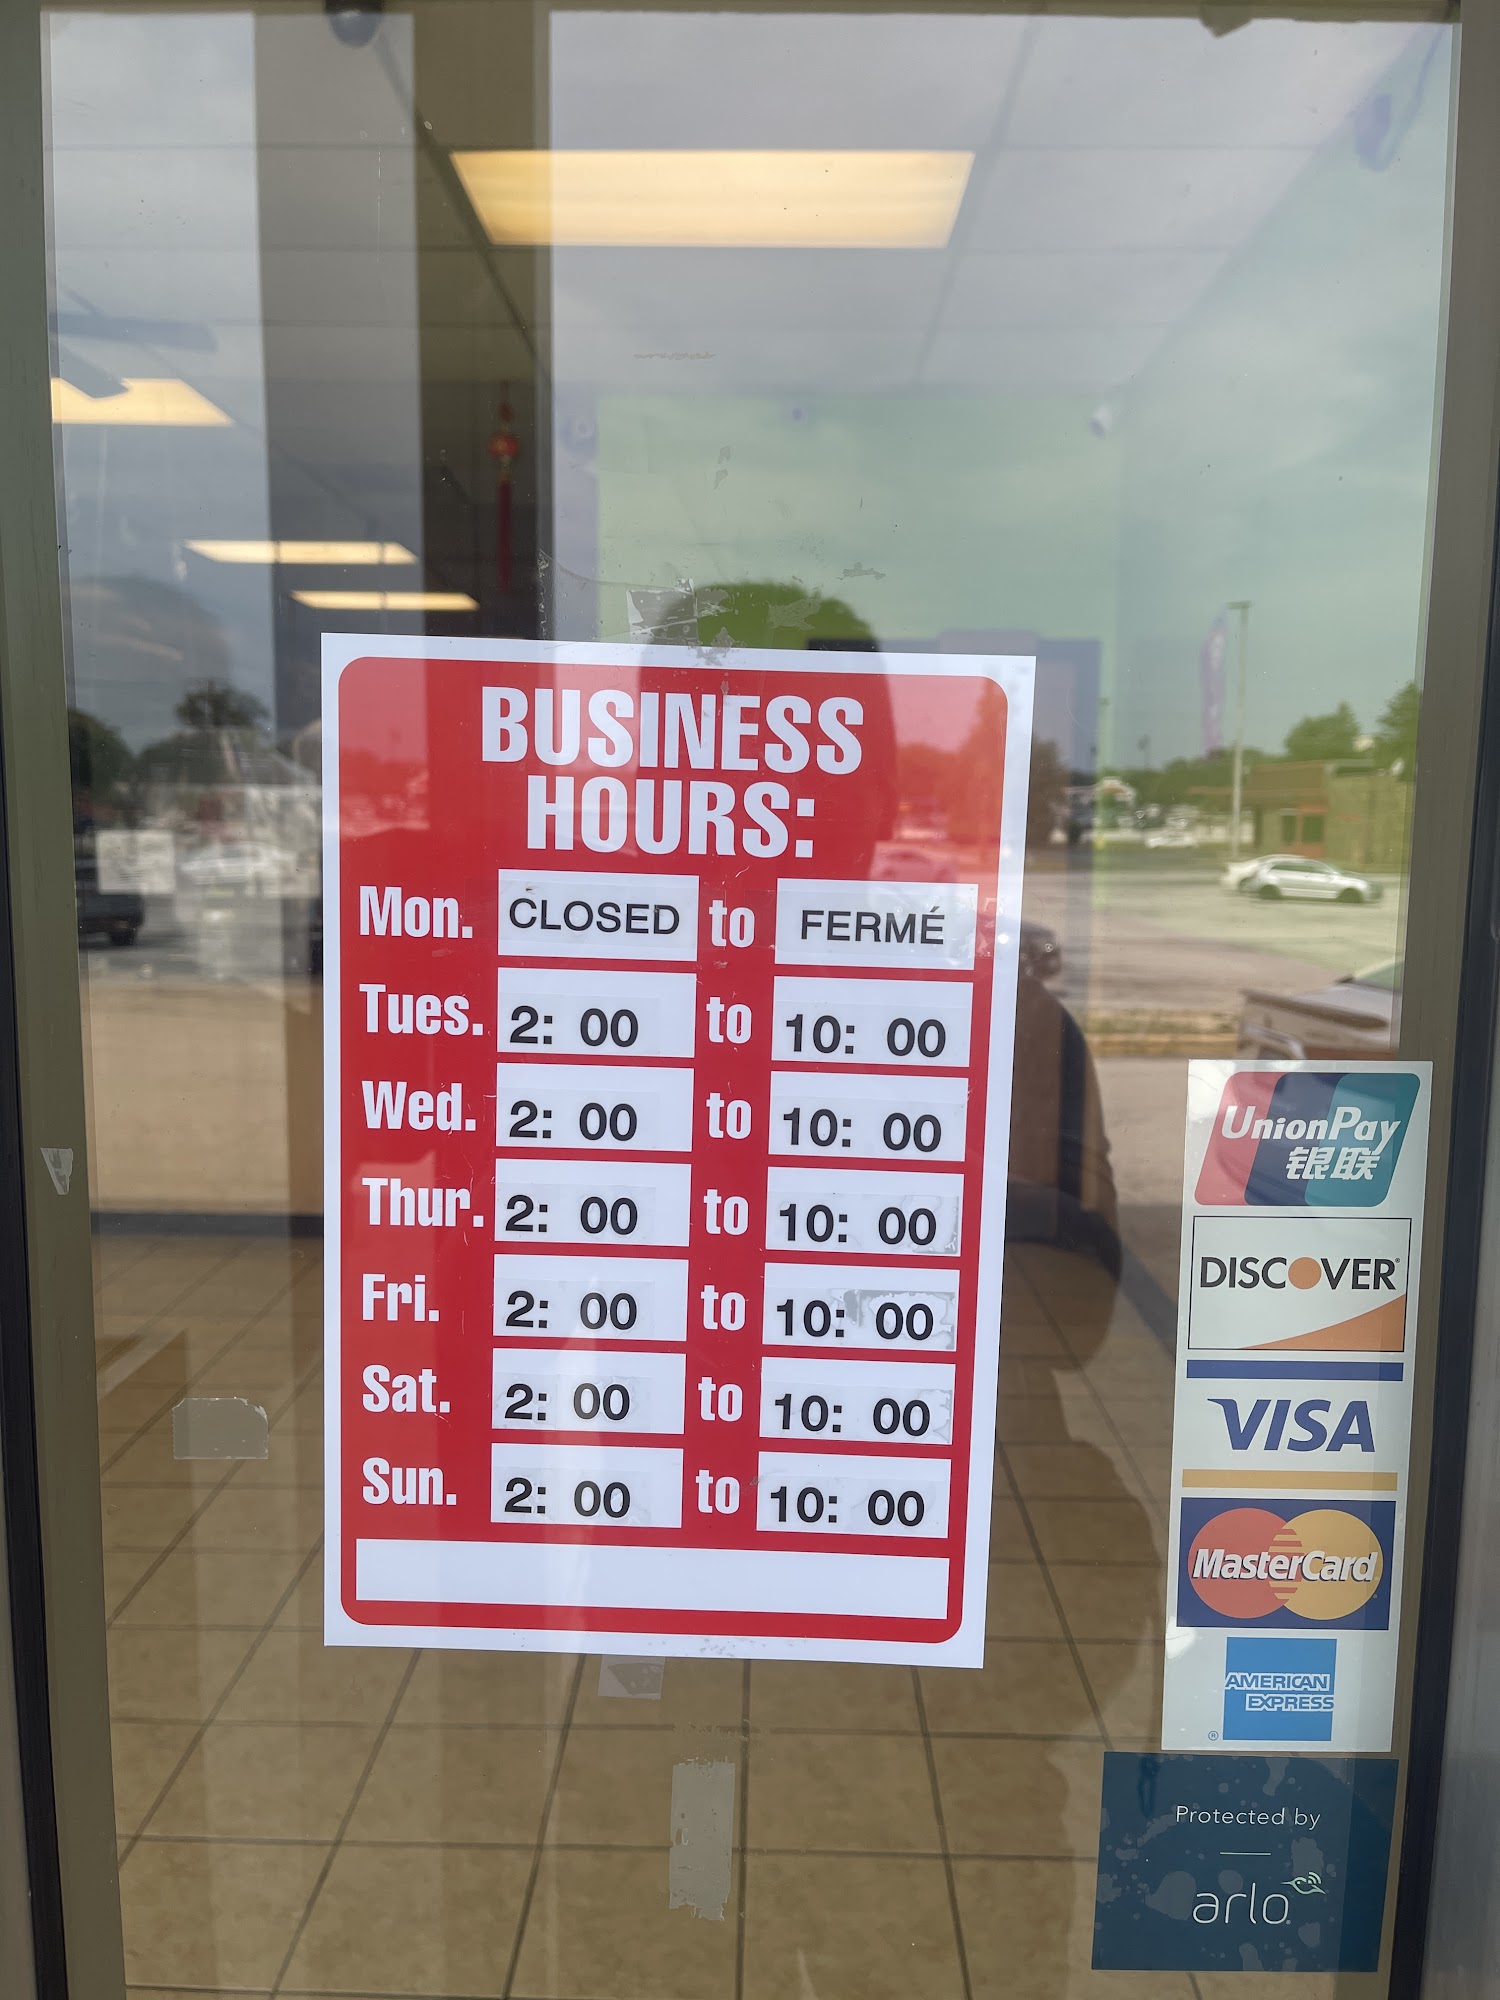 BUSINESS
HOURS:
Mon. CLOSED to FERMÉ
Tues. 2: 00 to 10: 00
Wed. 2: 00 to 10: 00
Thur. 2: 00 to 10: 00
Fri. 2: 00 to 10: 00
Sat. 2: 00 to 10: 00
Sun. 2: 00 to 10: 00
UnionPay
银联
DISCOVER®
VISA
MasterCard®
AMERICAN
EXPRESS
®
Protected by
arlo